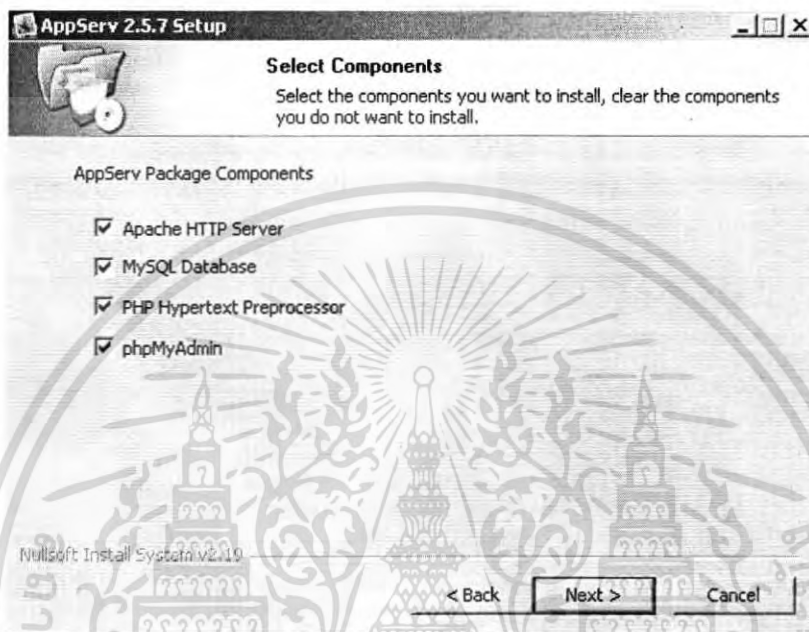 AppServ 2.5.7 Setup
Select Components
Select the components you want to install, clear the components
you do not want to install.
AppServ Package Components
Apache HTTP Server
MySQL Database
PHP Hypertext Preprocessor
phpMyAdmin
Nullsoft Install System v2.19
< Back Next > Cancel